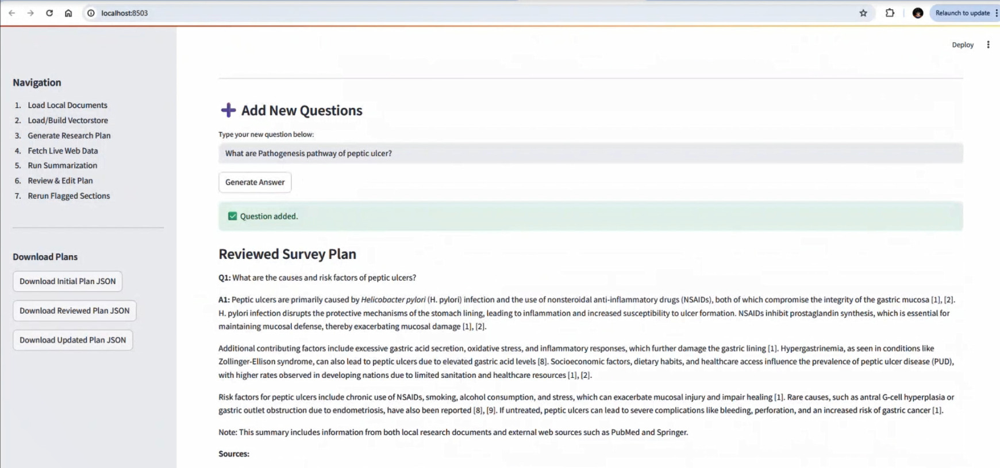 localhost:8503
Relaunch to update
Deploy
Navigation
1. Load Local Documents
2. Load/Build Vectorstore
3. Generate Research Plan
4. Fetch Live Web Data
5. Run Summarization
6. Review & Edit Plan
7. Rerun Flagged Sections
Download Plans
Download Initial Plan JSON
Download Reviewed Plan JSON
Download Updated Plan JSON
Add New Questions
Type your new question below:
What are Pathogenesis pathway of peptic ulcer?
Generate Answer
Question added.
Reviewed Survey Plan
Q1: What are the causes and risk factors of peptic ulcers?
A1: Peptic ulcers are primarily caused by Helicobacter pylori (H. pylori) infection and the use of nonsteroidal anti-inflammatory drugs (NSAIDs), both of which compromise the integrity of the gastric mucosa [1], [2].
H. pylori infection disrupts the protective mechanisms of the stomach lining, leading to inflammation and increased susceptibility to ulcer formation. NSAIDs inhibit prostaglandin synthesis, which is essential for
maintaining mucosal defense, thereby exacerbating mucosal damage [1], [2].
Additional contributing factors include excessive gastric acid secretion, oxidative stress, and inflammatory responses, which further damage the gastric lining [1]. Hypergastrinemia, as seen in conditions like
Zollinger-Ellison syndrome, can also lead to peptic ulcers due to elevated gastric acid levels [8]. Socioeconomic factors, dietary habits, and healthcare access influence the prevalence of peptic ulcer disease (PUD),
with higher rates observed in developing nations due to limited sanitation and healthcare resources [1], [2].
Risk factors for peptic ulcers include chronic use of NSAIDs, smoking, alcohol consumption, and stress, which can exacerbate mucosal injury and impair healing [1]. Rare causes, such as antral G-cell hyperplasia or
gastric outlet obstruction due to endometriosis, have also been reported [8], [9]. If untreated, peptic ulcers can lead to severe complications like bleeding, perforation, and an increased risk of gastric cancer [1].
Note: This summary includes information from both local research documents and external web sources such as PubMed and Springer.
Sources: